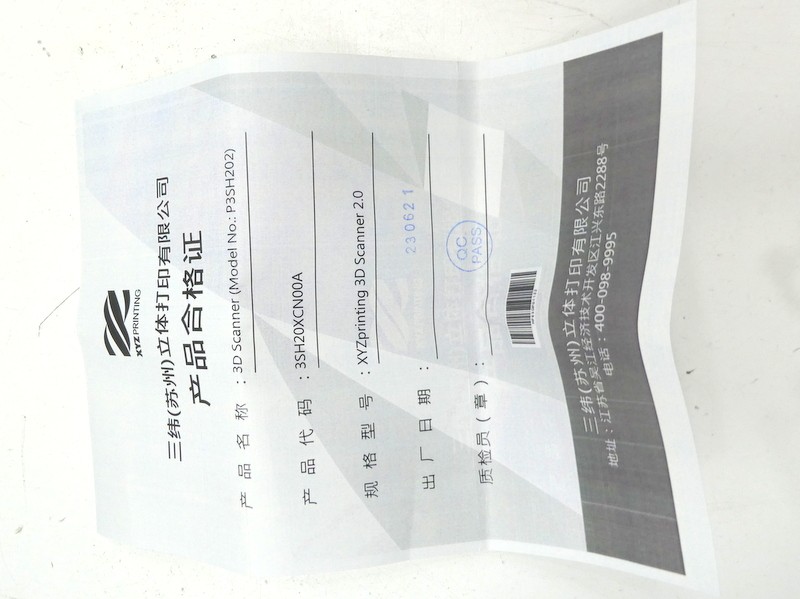 XYZPRINTING
三纬(苏州)立体打印有限公司
产品合格证
产品名称：3D Scanner (Model No.: P3SH202)
产品代码：3SH20XCN00A
规格型号：XYZprinting 3D Scanner 2.0
出厂日期：230621
质检员(章)：QC PASS
三纬(苏州)立体打印有限公司
地址：江苏省吴江经济技术开发区江兴东路2288号
电话：400-098-9995